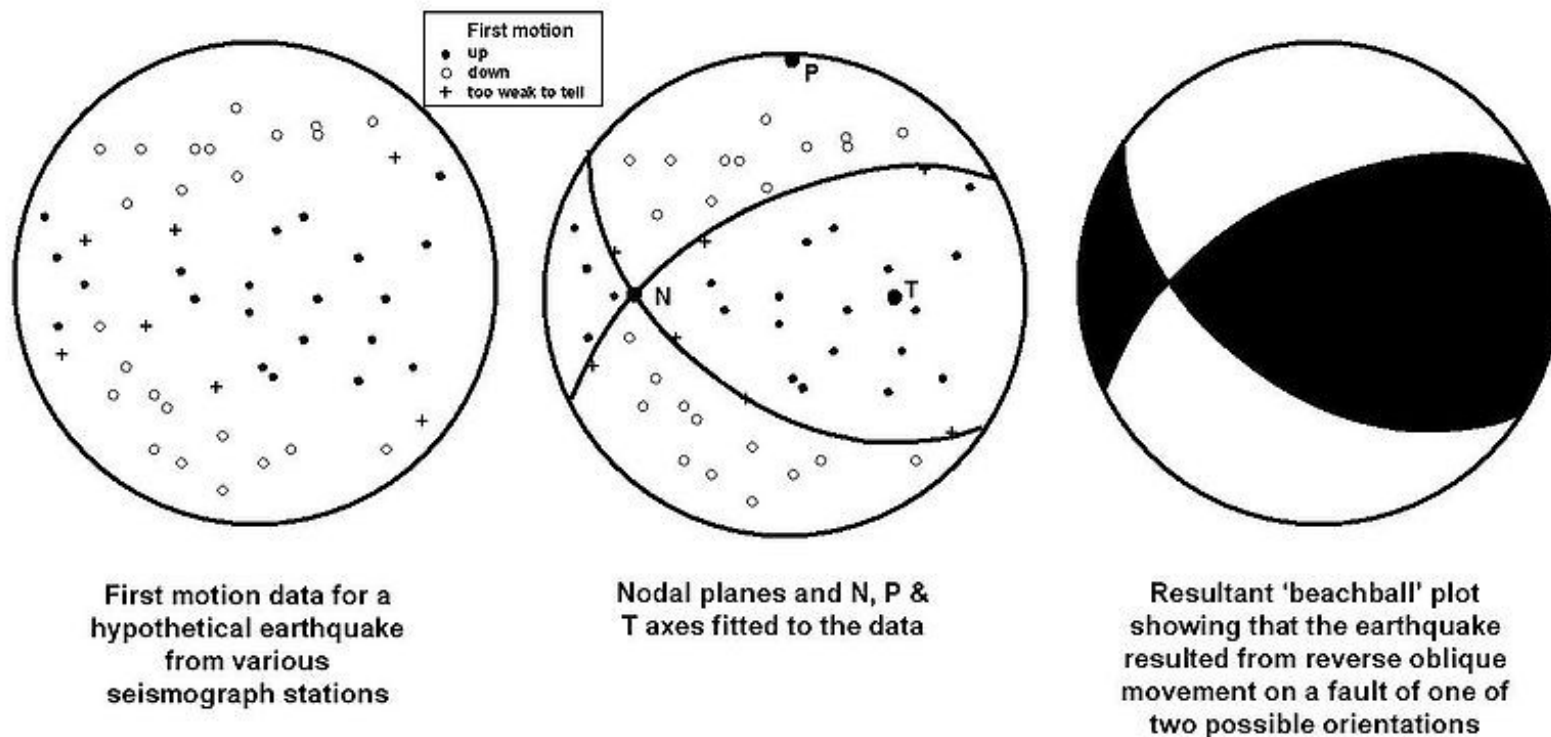 First motion
up
down
too weak to tell
P
N
T
First motion data for a
hypothetical earthquake
from various
seismograph stations
Nodal planes and N, P &
T axes fitted to the data
Resultant ‘beachball’ plot
showing that the earthquake
resulted from reverse oblique
movement on a fault of one of
two possible orientations